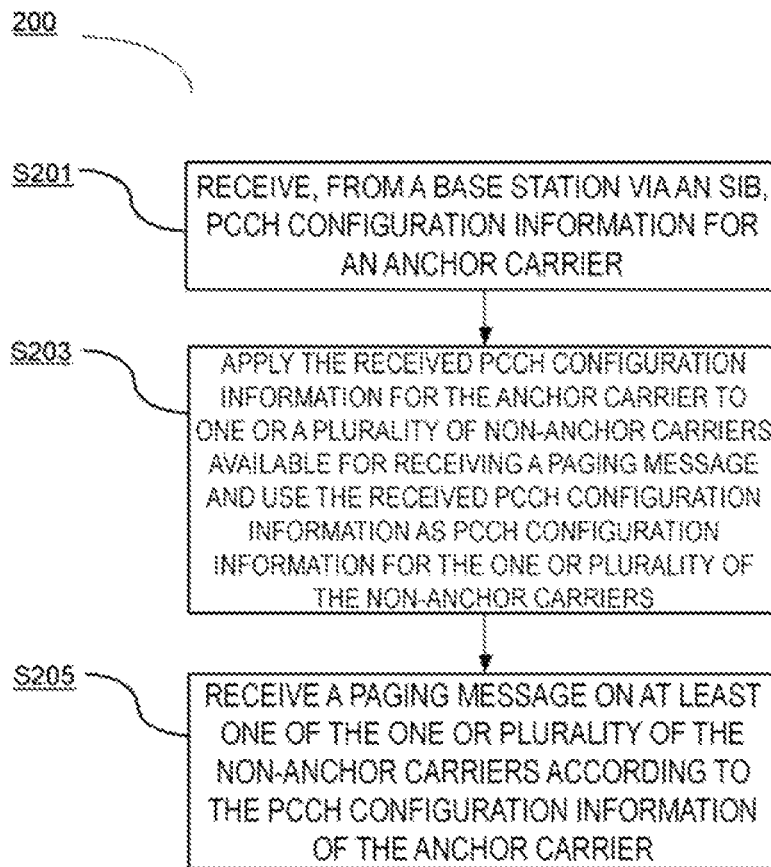 200
S201
RECEIVE, FROM A BASE STATION VIA AN SIB,
PCCH CONFIGURATION INFORMATION FOR
AN ANCHOR CARRIER
S203
APPLY THE RECEIVED PCCH CONFIGURATION
INFORMATION FOR THE ANCHOR CARRIER TO
ONE OR A PLURALITY OF NON-ANCHOR CARRIERS
AVAILABLE FOR RECEIVING A PAGING MESSAGE
AND USE THE RECEIVED PCCH CONFIGURATION
INFORMATION AS PCCH CONFIGURATION
INFORMATION FOR THE ONE OR PLURALITY OF
THE NON-ANCHOR CARRIERS
S205
RECEIVE A PAGING MESSAGE ON AT LEAST
ONE OF THE ONE OR PLURALITY OF THE
NON-ANCHOR CARRIERS ACCORDING TO
THE PCCH CONFIGURATION INFORMATION
OF THE ANCHOR CARRIER